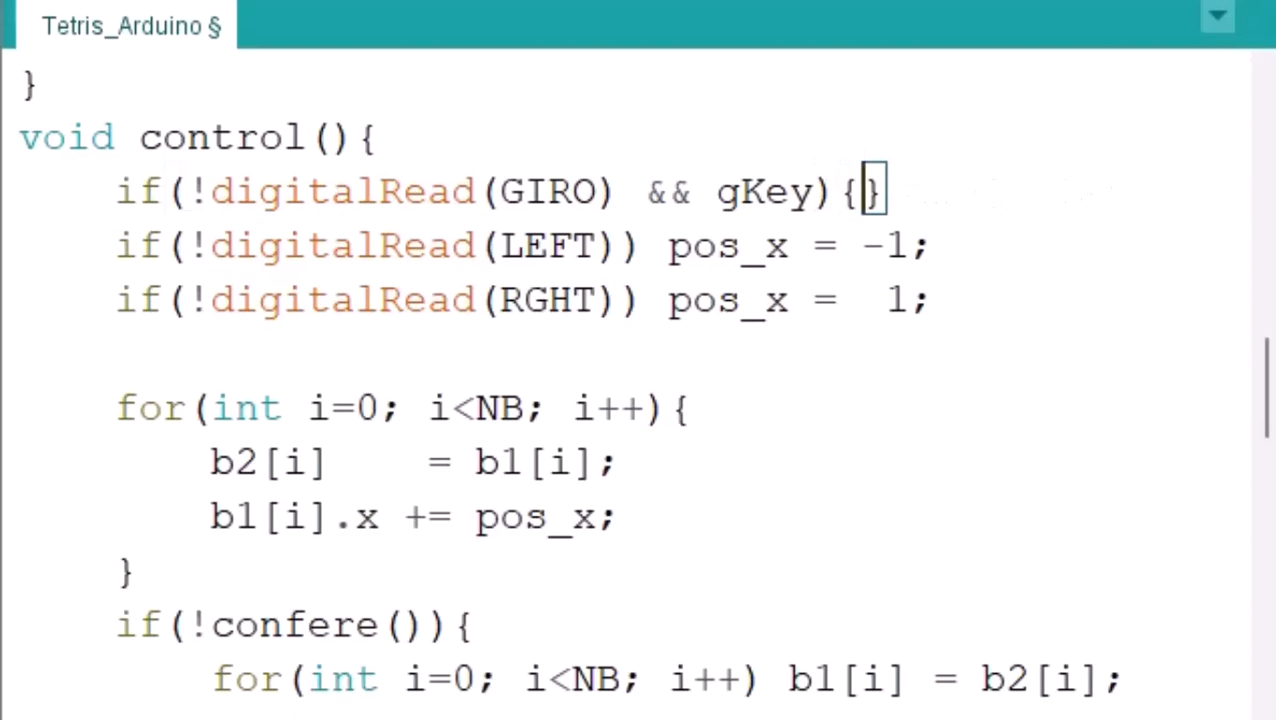 Tetris_Arduino §
}
void control(){
if(!digitalRead(GIRO) && gKey){}
if(!digitalRead(LEFT)) pos_x = -1;
if(!digitalRead(RGHT)) pos_x =  1;
for(int i=0; i<NB; i++){
b2[i]    = b1[i];
b1[i].x += pos_x;
}
if(!confere()){
for(int i=0; i<NB; i++) b1[i] = b2[i];